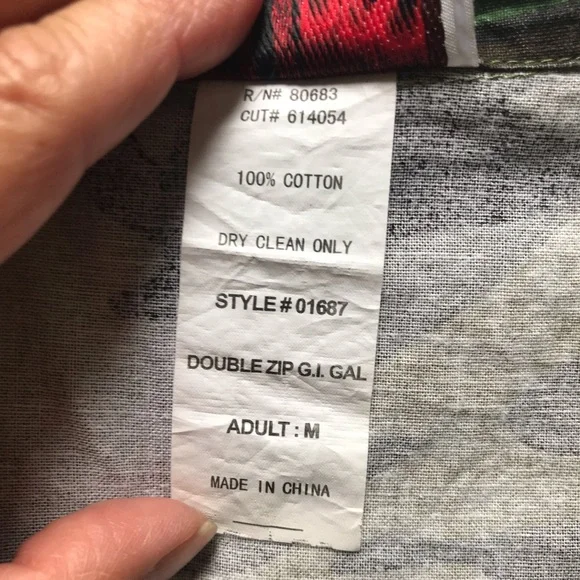 R/N# 80683
CUT# 614054
100% COTTON
DRY CLEAN ONLY
STYLE # 01687
DOUBLE ZIP G.I. GAL
ADULT : M
MADE IN CHINA